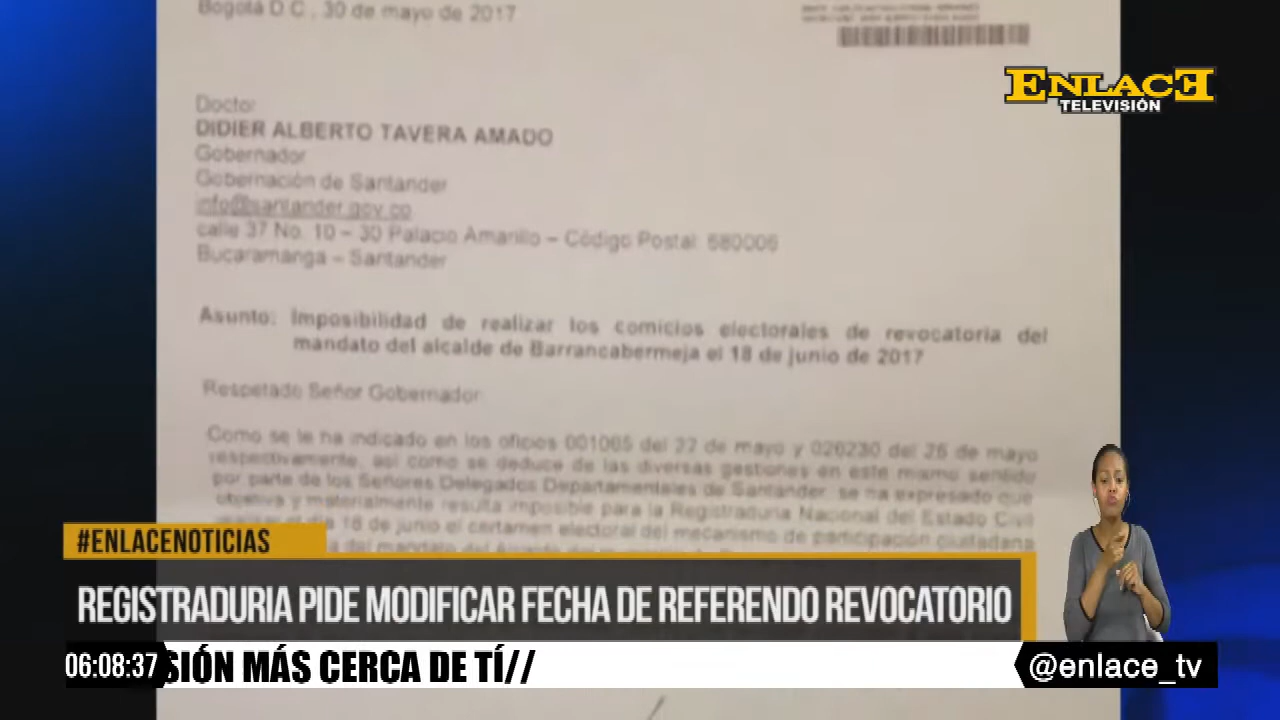 Bogotá D.C., 30 de mayo de 2017
ENLACE
TELEVISIÓN
Doctor
DIDIER ALBERTO TAVERA AMADO
Gobernador
Gobernación de Santander
info@santander.gov.co
calle 37 No. 10 – 30 Palacio Amarillo – Código Postal: 680006
Bucaramanga – Santander
Asunto: Imposibilidad de realizar los comicios electorales de revocatoria del
mandato del alcalde de Barrancabermeja el 18 de junio de 2017
Respetado Señor Gobernador:
Como se le ha indicado en los oficios 001065 del 22 de mayo y 026230 del 26 de mayo
respectivamente, así como se deduce de las diversas gestiones en este mismo sentido
por parte de los Señores Delegados Departamentales de Santander, se ha expresado que
objetiva y materialmente resulta imposible para la Registraduría Nacional del Estado Civil
18 de junio el certamen electoral del mecanismo de participación ciudadana
del mandato del
#ENLACENOTICIAS
REGISTRADURIA PIDE MODIFICAR FECHA DE REFERENDO REVOCATORIO
06:08:37 SIÓN MÁS CERCA DE TÍ//
@enlace_tv